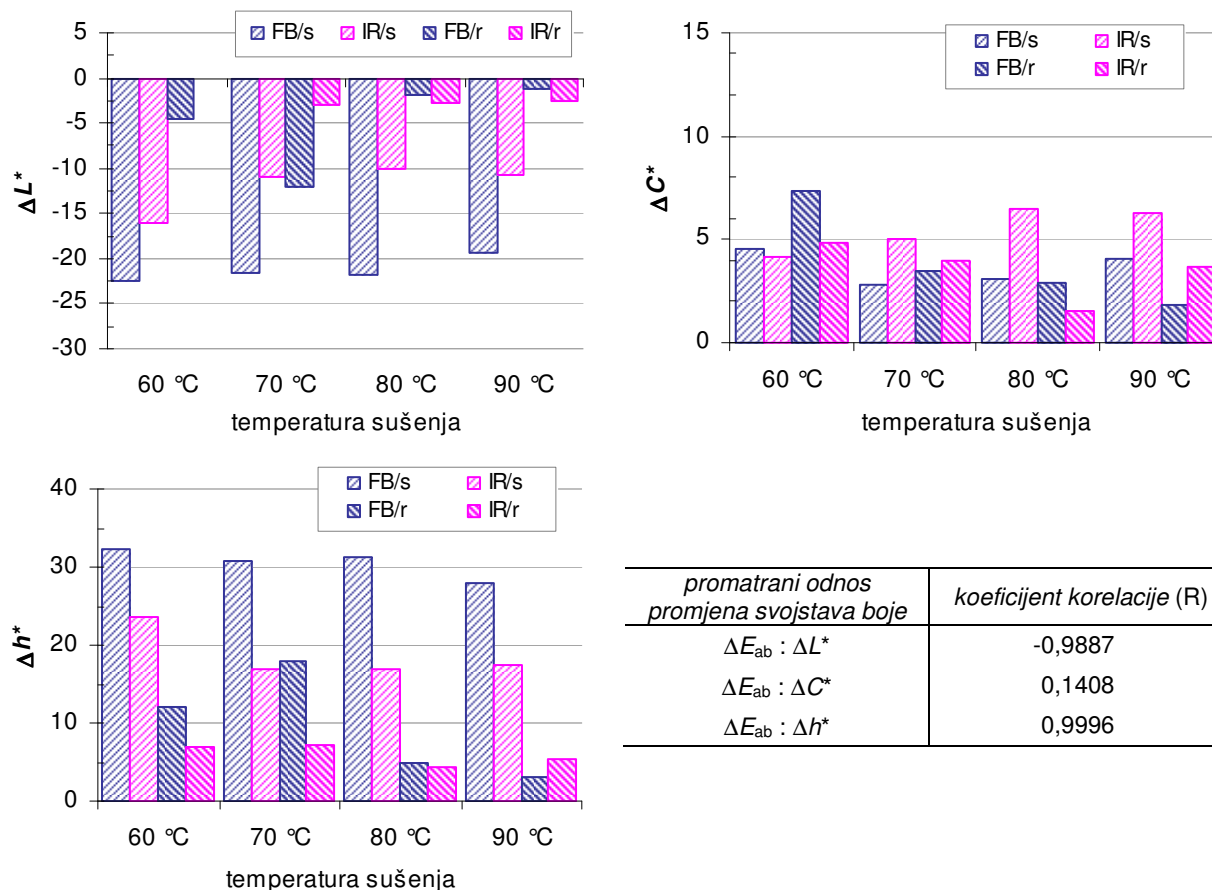 5
0
-5
-10
-15
-20
-25
-30
ΔL*
FB/s IR/s FB/r IR/r
60 °C 70 °C 80 °C 90 °C
temperatura sušenja
15
10
5
0
ΔC*
FB/s IR/s
FB/r IR/r
60 °C 70 °C 80 °C 90 °C
temperatura sušenja
40
30
20
10
0
Δh*
FB/s IR/s
FB/r IR/r
60 °C 70 °C 80 °C 90 °C
temperatura sušenja
promatrani odnos
promjena svojstava boje
koeficijent korelacije (R)
ΔEab : ΔL* -0,9887
ΔEab : ΔC* 0,1408
ΔEab : Δh* 0,9996